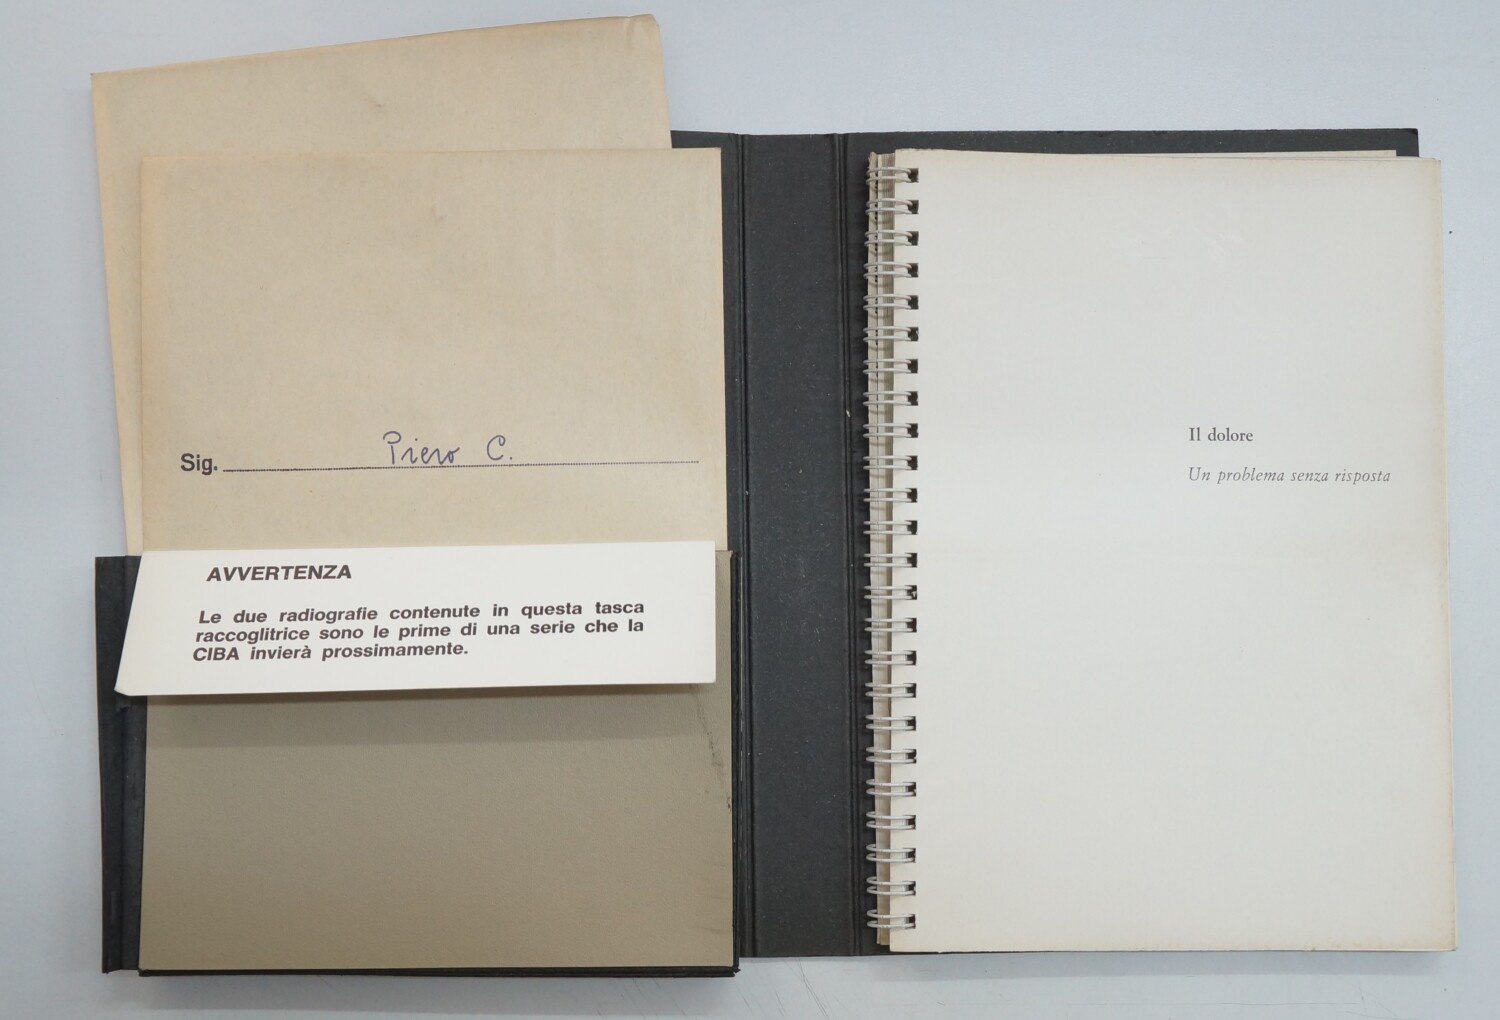 Sig. Piero C.
AVVERTENZA
Le due radiografie contenute in questa tasca
raccoglitrice sono le prime di una serie che la
CIBA invierà prossimamente.
Il dolore
Un problema senza risposta